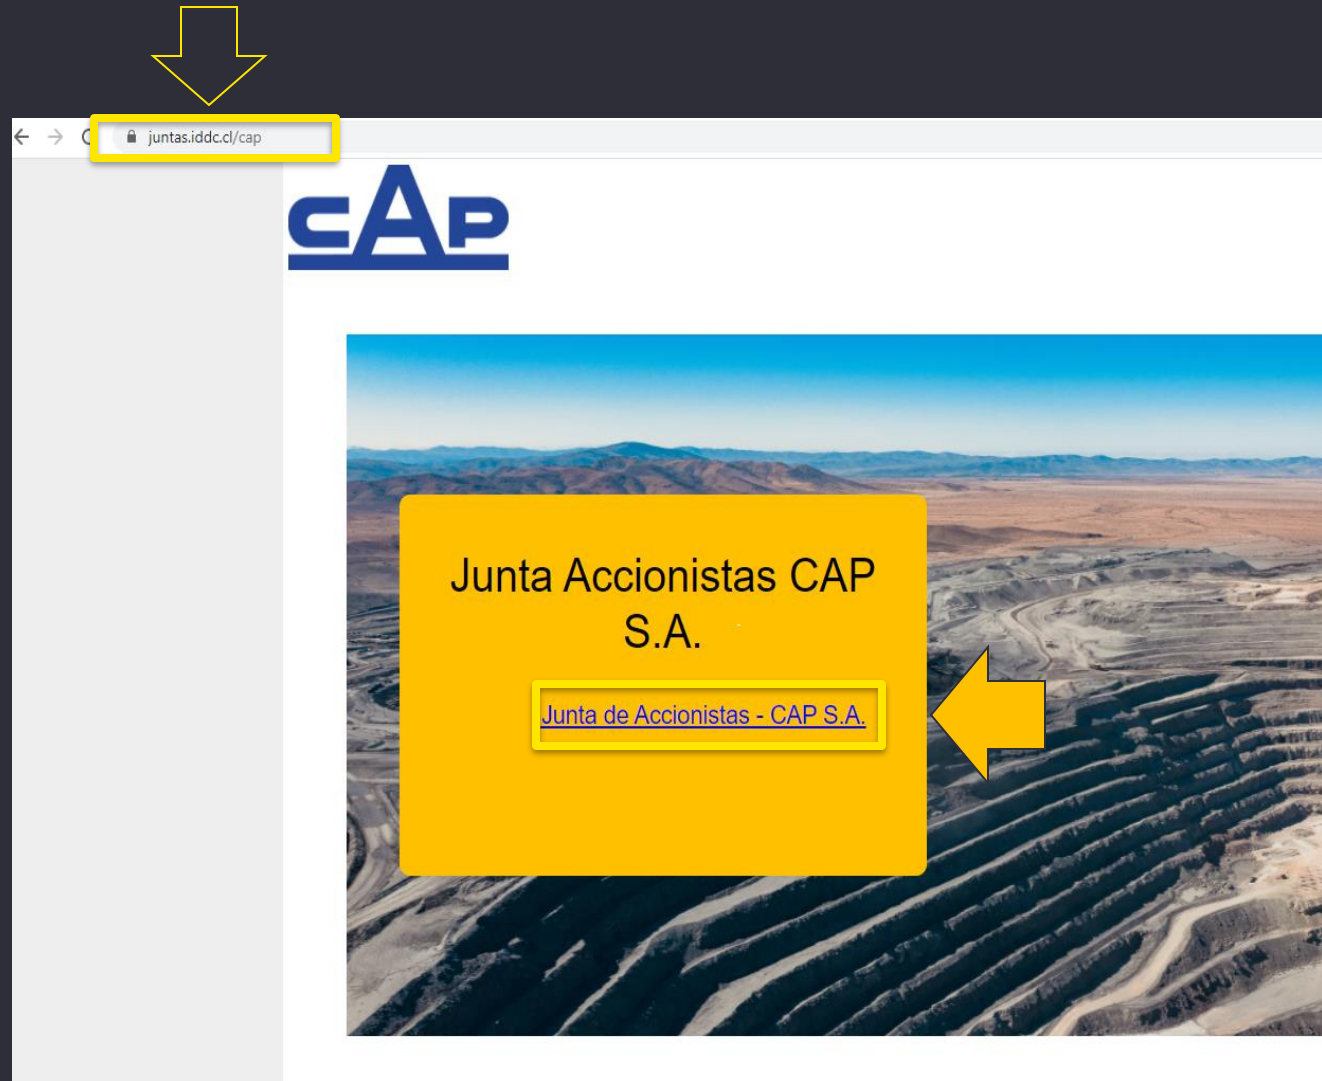 juntas.iddc.cl/cap
CAP
Junta Accionistas CAP
S.A.
Junta de Accionistas - CAP S.A.